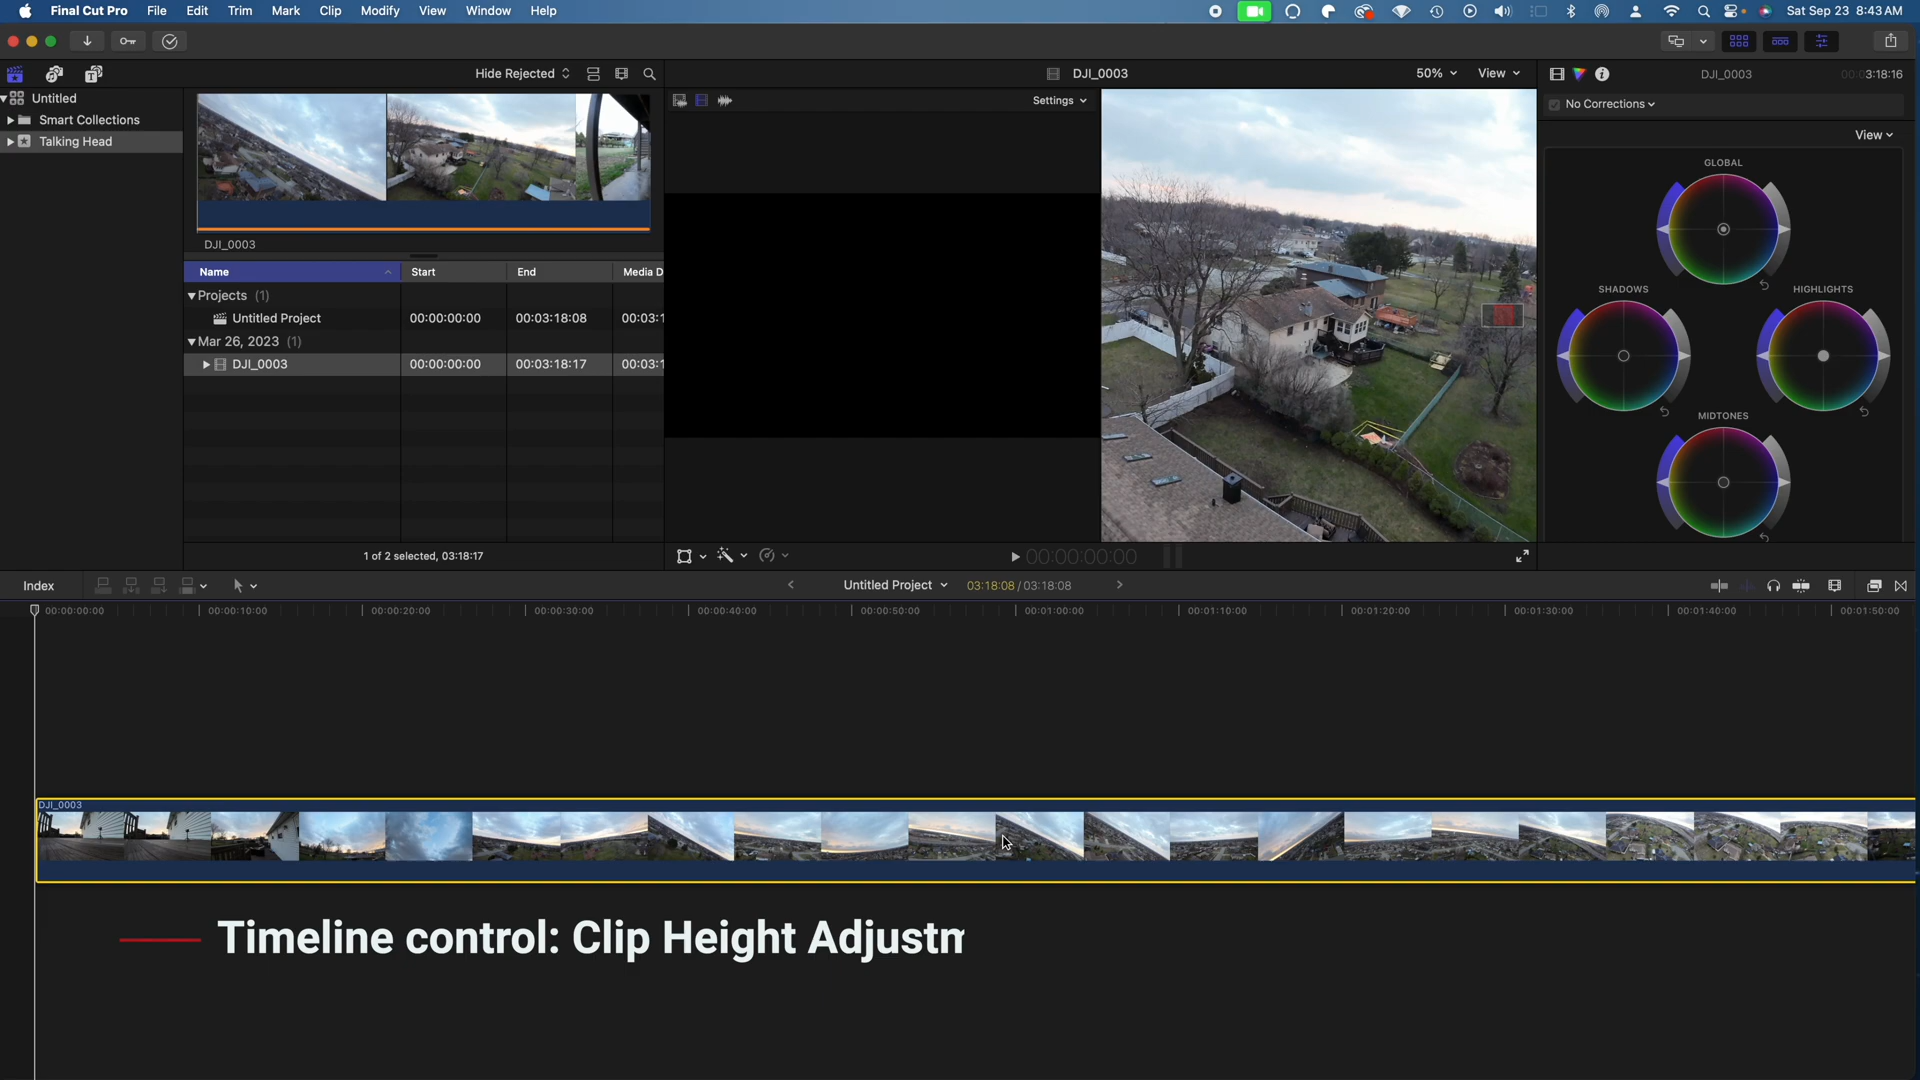 Final Cut Pro File Edit Trim Mark Clip Modify View Window Help Sat Sep 23 8:43 AM
Hide Rejected
DJI_0003
50%
View
DJI_0003
00:03:18:16
Untitled
Smart Collections
Talking Head
Settings
No Corrections
View
GLOBAL
SHADOWS
HIGHLIGHTS
MIDTONES
DJI_0003
Name Start End Media D
Projects (1)
Untitled Project 00:00:00:00 00:03:18:08 00:03:1
Mar 26, 2023 (1)
DJI_0003 00:00:00:00 00:03:18:17 00:03:1
1 of 2 selected, 03:18:17
00:00:00:00
Index
Untitled Project
03:18:08 / 03:18:08
00:00:00:00 00:00:10:00 00:00:20:00 00:00:30:00 00:00:40:00 00:00:50:00 00:01:00:00 00:01:10:00 00:01:20:00 00:01:30:00 00:01:40:00 00:01:50:00
DJI_0003
Timeline control: Clip Height Adjustm